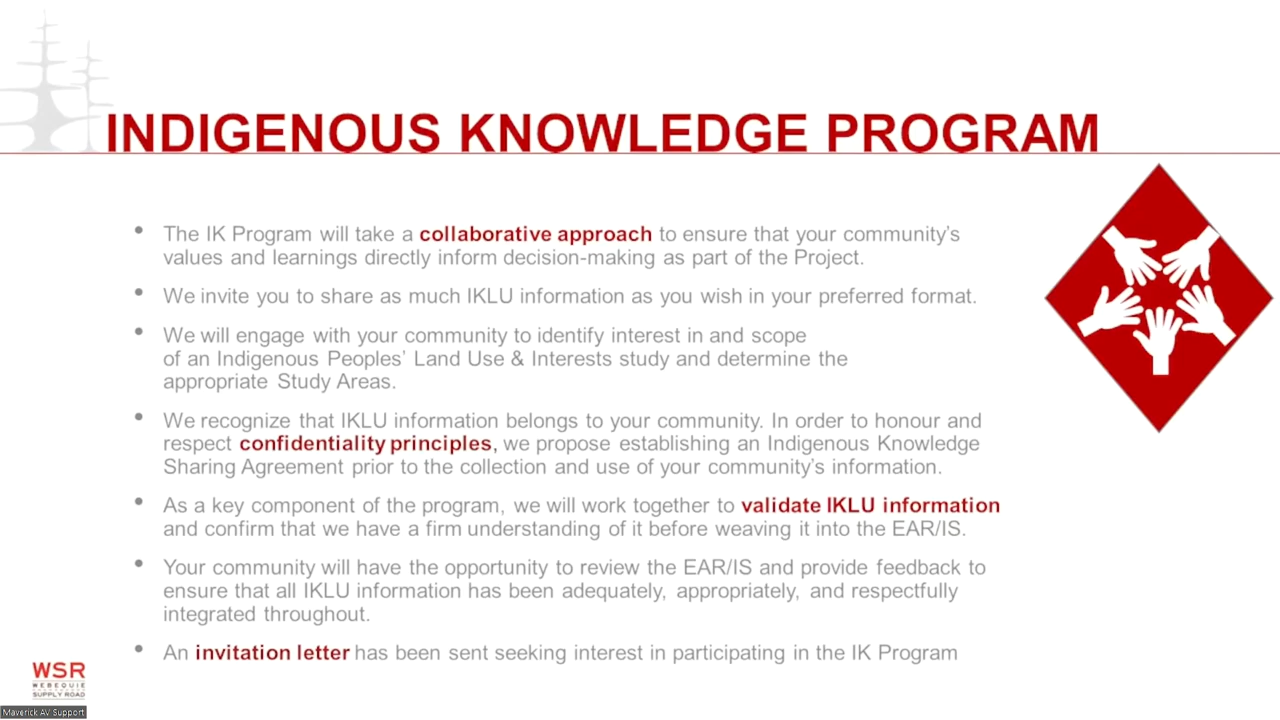 INDIGENOUS KNOWLEDGE PROGRAM
• The IK Program will take a collaborative approach to ensure that your community's
values and learnings directly inform decision-making as part of the Project.
• We invite you to share as much IKLU information as you wish in your preferred format.
• We will engage with your community to identify interest in and scope
of an Indigenous Peoples' Land Use & Interests study and determine the
appropriate Study Areas.
• We recognize that IKLU information belongs to your community. In order to honour and
respect confidentiality principles, we propose establishing an Indigenous Knowledge
Sharing Agreement prior to the collection and use of your community's information.
• As a key component of the program, we will work together to validate IKLU information
and confirm that we have a firm understanding of it before weaving it into the EAR/IS.
• Your community will have the opportunity to review the EAR/IS and provide feedback to
ensure that all IKLU information has been adequately, appropriately, and respectfully
integrated throughout.
• An invitation letter has been sent seeking interest in participating in the IK Program
WSR
WEBEQUIE
SUPPLY ROAD
Maverick AV Support